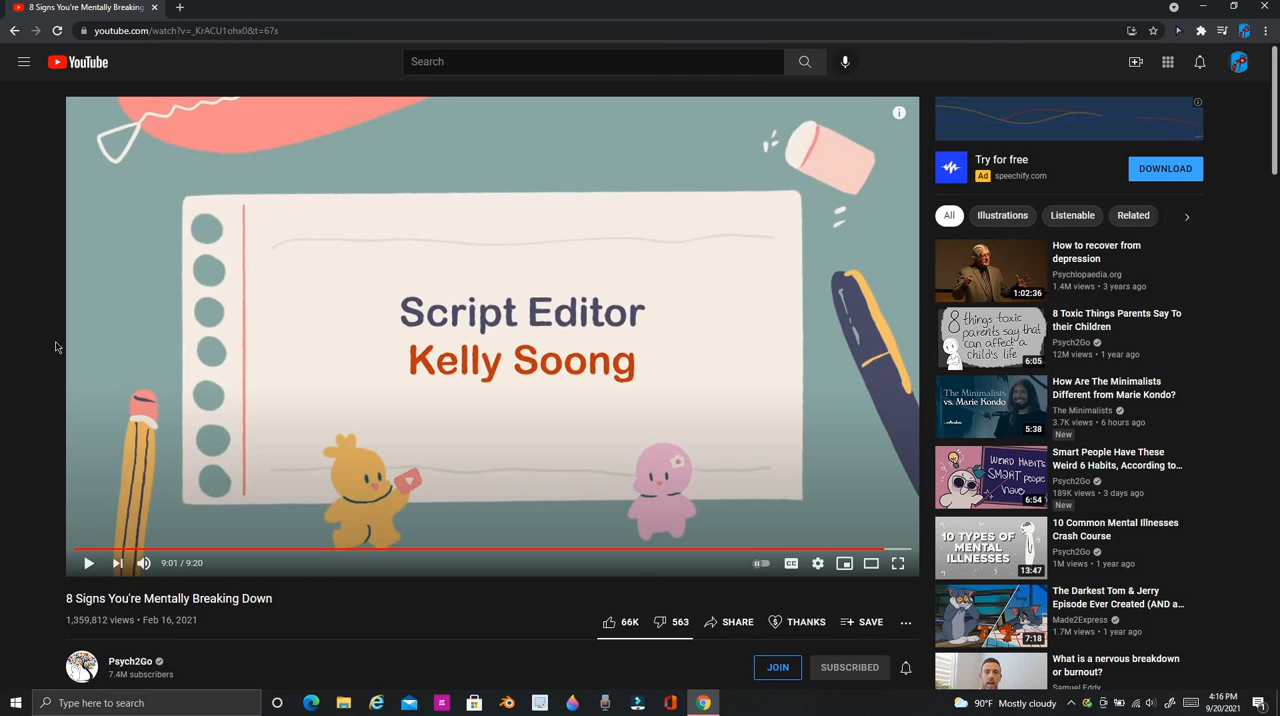 8 Signs You're Mentally Breaking
youtube.com/watch?v=_KrACU1ohx0&t=67s
YouTube
Search
Script Editor
Kelly Soong
9:01 / 9:20
CC
8 Signs You're Mentally Breaking Down
1,359,812 views • Feb 16, 2021
66K
563
SHARE
THANKS
SAVE
Psych2Go
7.4M subscribers
JOIN
SUBSCRIBED
Try for free
Ad speechify.com
DOWNLOAD
All
Illustrations
Listenable
Related
1:02:36
How to recover from
depression
Psychlopaedia.org
1.4M views • 3 years ago
8 things toxic
parents say that
can affect a
child's life
6:05
8 Toxic Things Parents Say To
their Children
Psych2Go
12M views • 1 year ago
The Minimalists
vs. Marie Kondo?
5:38
How Are The Minimalists
Different from Marie Kondo?
The Minimalists
3.7K views • 6 hours ago
New
WEIRD HABITS
SMART PEOPLE
HAVE
6:54
Smart People Have These
Weird 6 Habits, According to...
Psych2Go
189K views • 3 days ago
New
10 TYPES OF
MENTAL
ILLNESSES
13:47
10 Common Mental Illnesses
Crash Course
Psych2Go
1M views • 1 year ago
7:18
The Darkest Tom & Jerry
Episode Ever Created (AND a...
Made2Express
1.7M views • 1 year ago
What is a nervous breakdown
or burnout?
Samuel Eddy
Type here to search
90°F Mostly cloudy
4:16 PM
9/20/2021